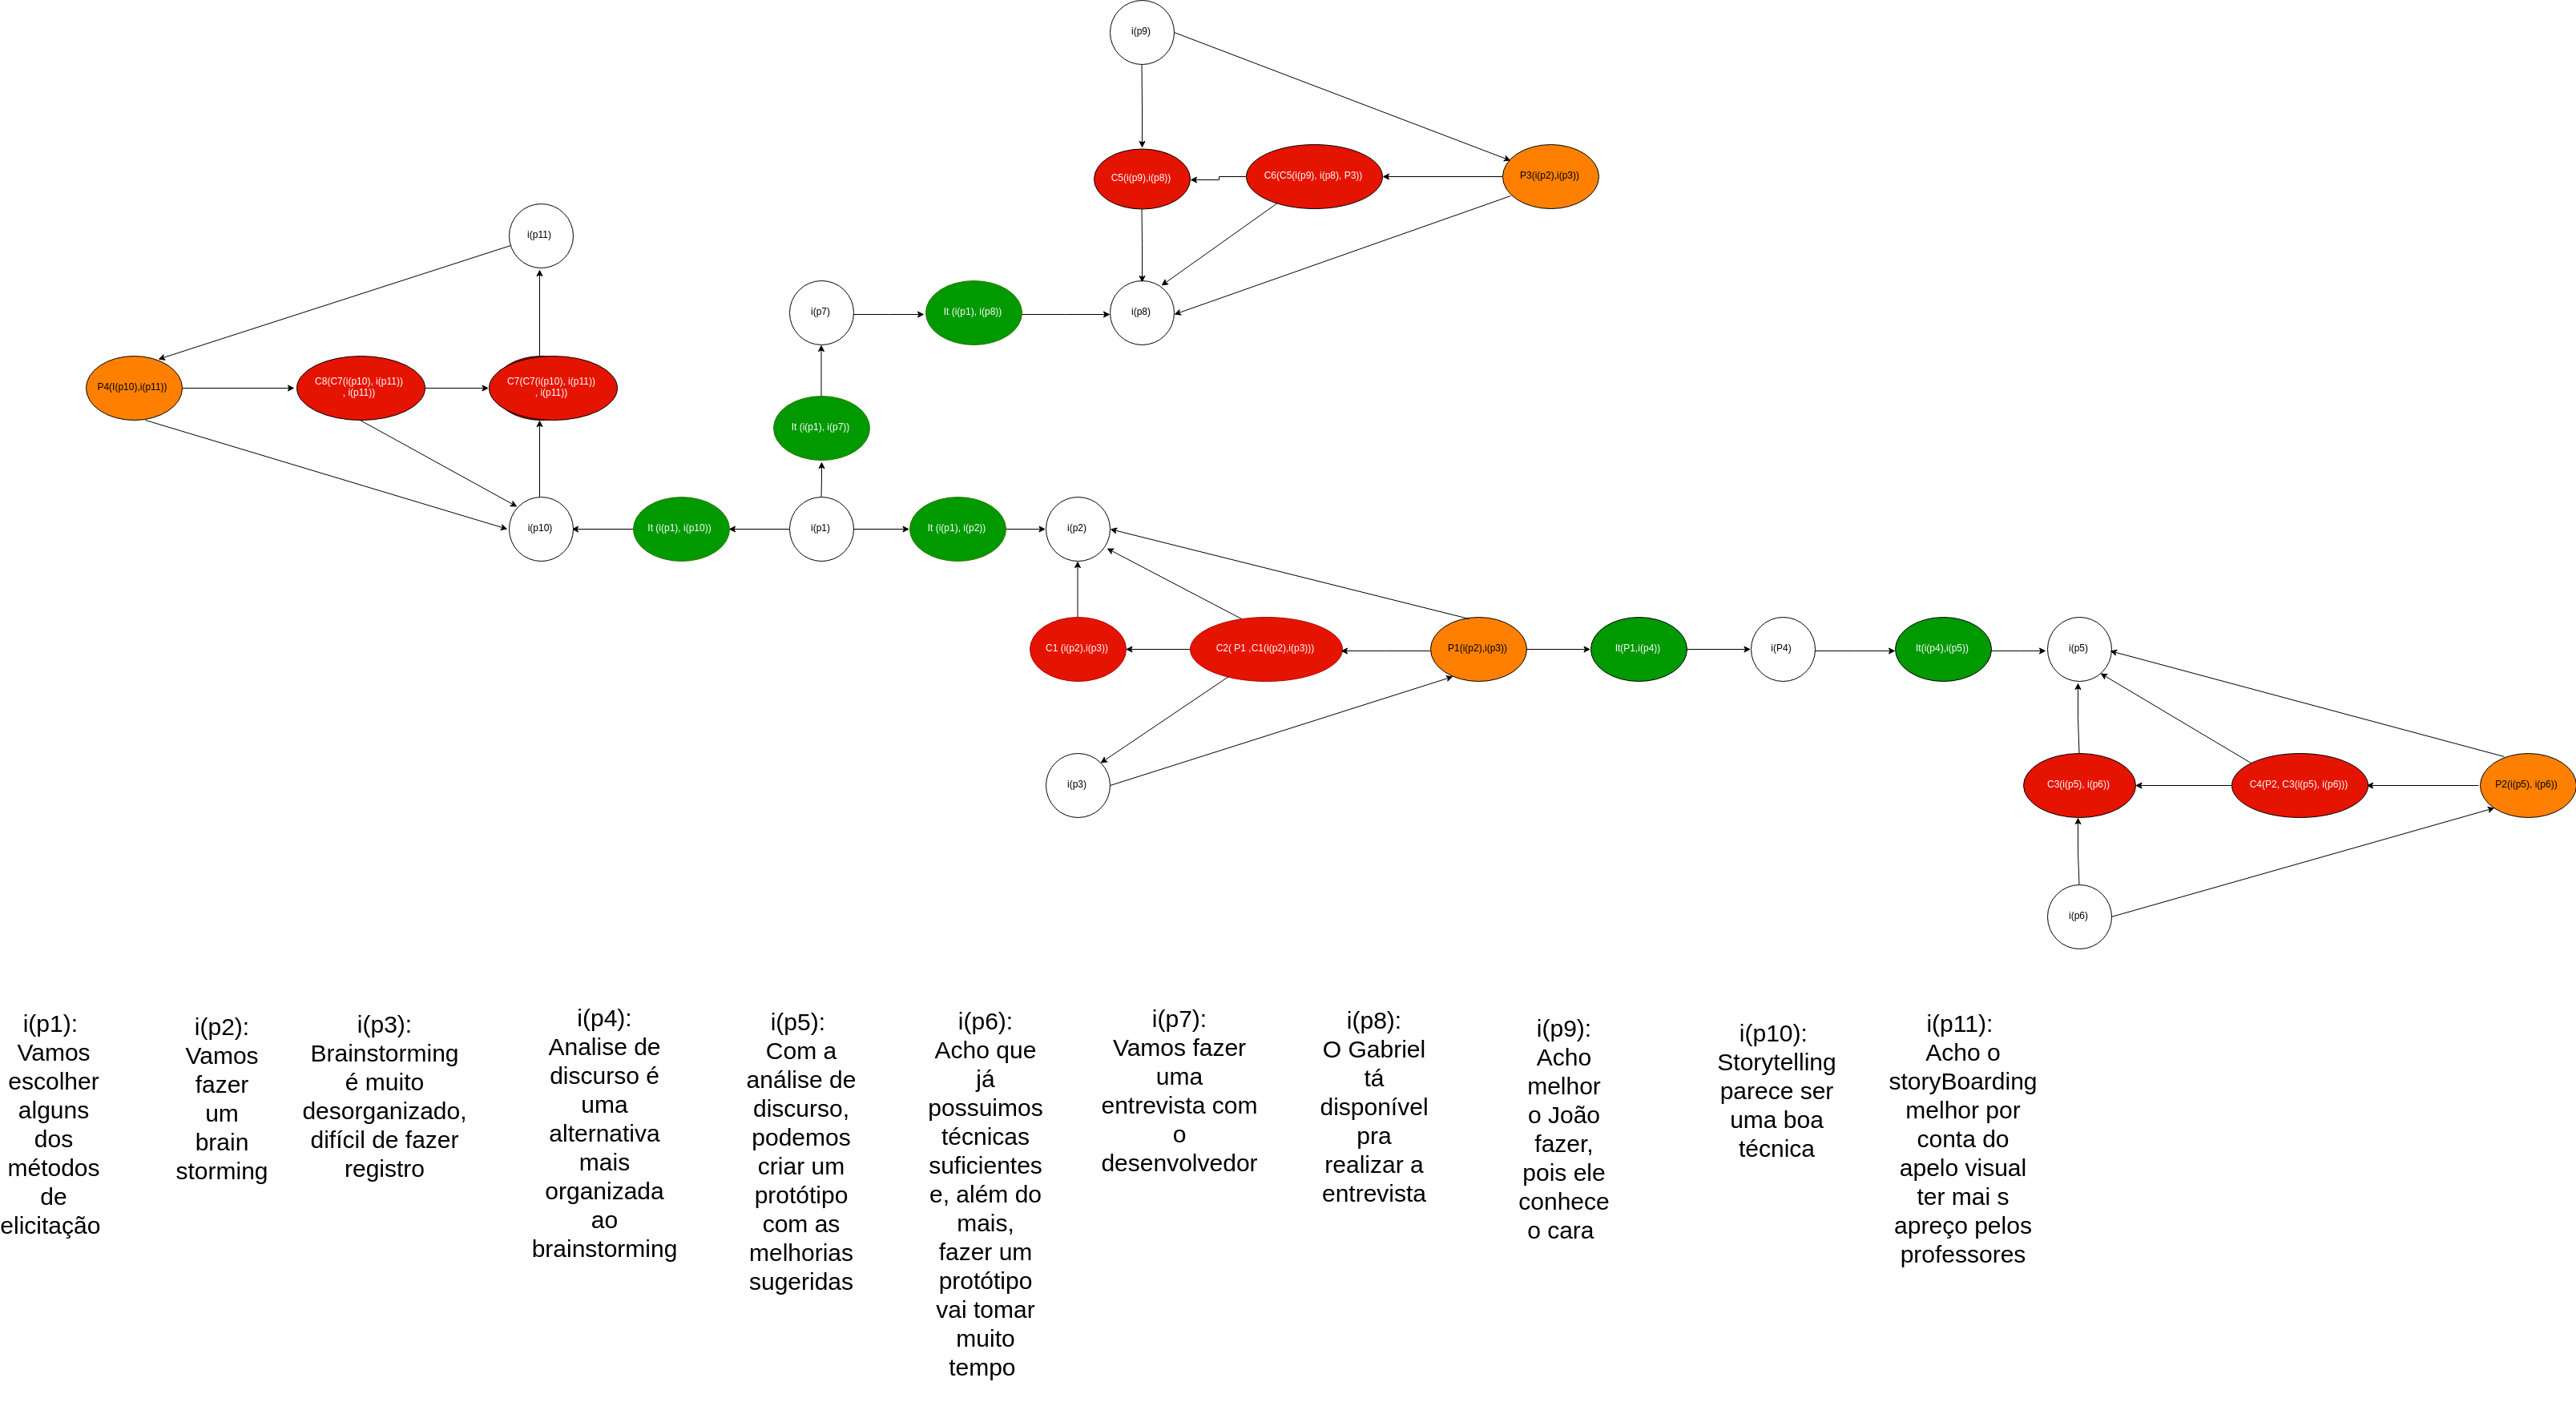 i(p9)
C5(i(p9),i(p8))
C6(C5(i(p9), i(p8), P3))
P3(i(p2),i(p3))
i(p11)
i(p7)
It (i(p1), i(p8))
i(p8)
P4(I(p10),i(p11))
C8(C7(i(p10), i(p11))
, i(p11))
C7(C7(i(p10), i(p11))
, i(p11))
It (i(p1), i(p7))
i(p10)
It (i(p1), i(p10))
i(p1)
It (i(p1), i(p2))
i(p2)
C1 (i(p2),i(p3))
C2( P1 ,C1(i(p2),i(p3)))
P1(i(p2),i(p3))
It(P1,i(p4))
i(P4)
It(i(p4),i(p5))
i(p5)
i(p3)
C3(i(p5), i(p6))
C4(P2, C3(i(p5), i(p6)))
P2(i(p5), i(p6))
i(p6)
i(p1):
Vamos
escolher
alguns
dos
métodos
de
elicitação
i(p2):
Vamos
fazer
um
brain
storming
i(p3):
Brainstorming
é muito
desorganizado,
difícil de fazer
registro
i(p4):
Analise de
discurso é
uma
alternativa
mais
organizada
ao
brainstorming
i(p5):
Com a
análise de
discurso,
podemos
criar um
protótipo
com as
melhorias
sugeridas
i(p6):
Acho que
já
possuimos
técnicas
suficientes
e, além do
mais,
fazer um
protótipo
vai tomar
muito
tempo
i(p7):
Vamos fazer
uma
entrevista com
o
desenvolvedor
i(p8):
O Gabriel
tá
disponível
pra
realizar a
entrevista
i(p9):
Acho
melhor
o João
fazer,
pois ele
conhece
o cara
i(p10):
Storytelling
parece ser
uma boa
técnica
i(p11):
Acho o
storyBoarding
melhor por
conta do
apelo visual
ter mai s
apreço pelos
professores